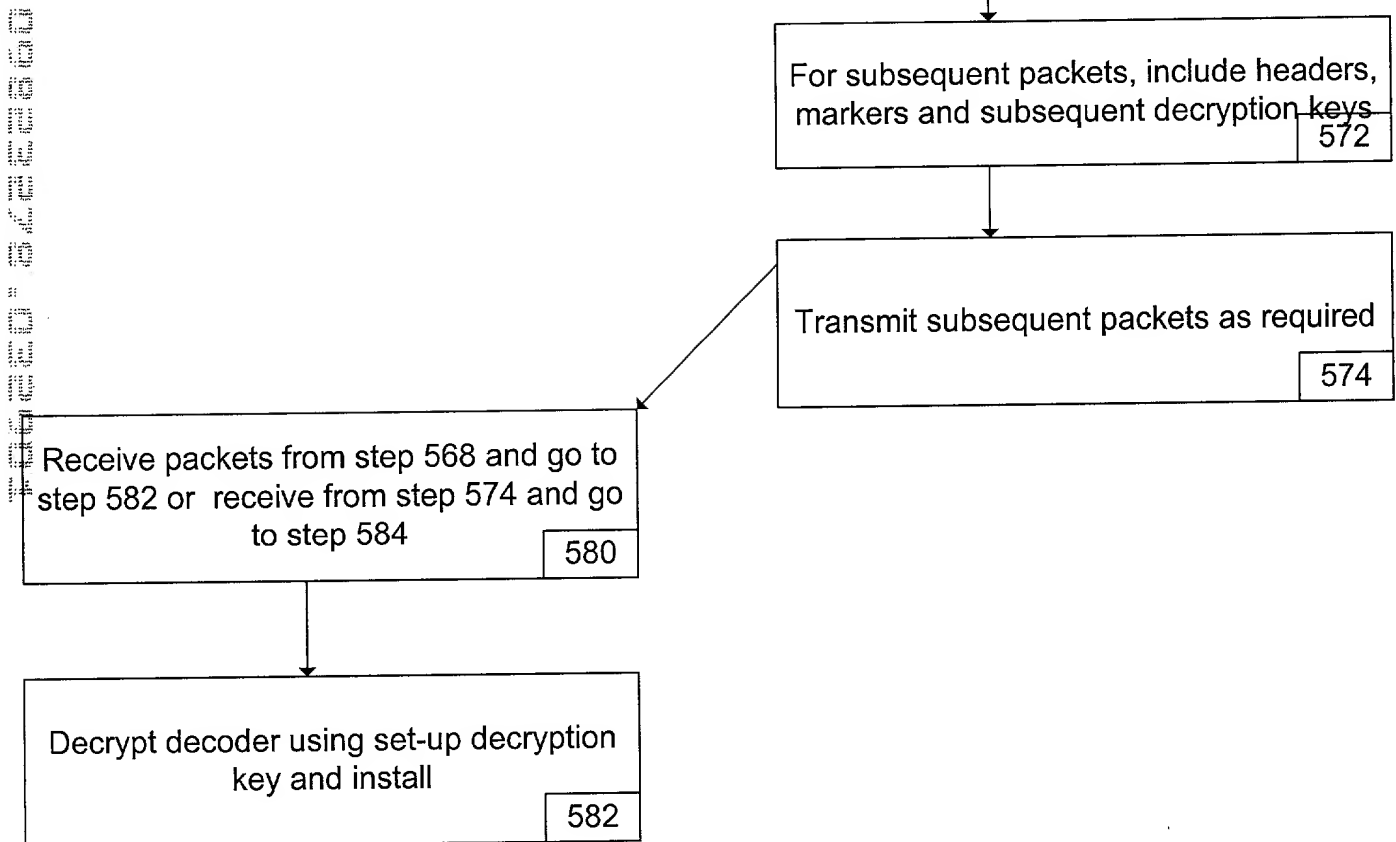 For subsequent packets, include headers,
markers and subsequent decryption keys
572
Transmit subsequent packets as required
574
Receive packets from step 568 and go to
step 582 or receive from step 574 and go
to step 584
580
Decrypt decoder using set-up decryption
key and install
582